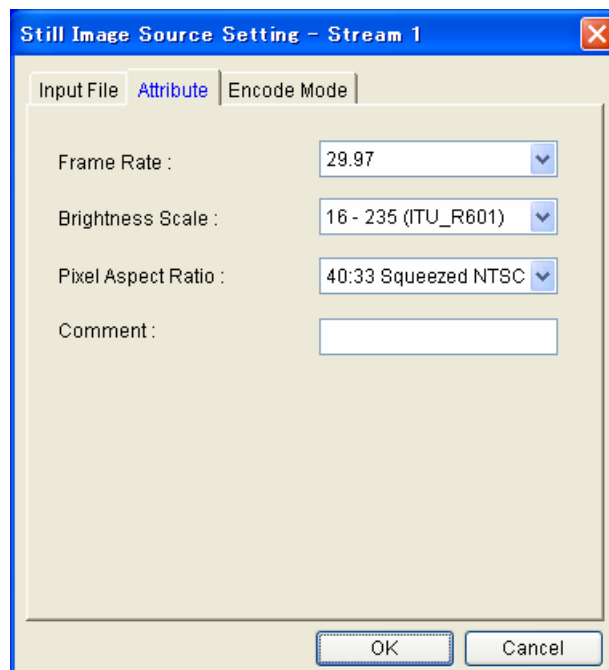 Still Image Source Setting - Stream 1
Input File Attribute Encode Mode
Frame Rate : 29.97
Brightness Scale : 16 - 235 (ITU_R601)
Pixel Aspect Ratio : 40:33 Squeezed NTSC
Comment :
OK Cancel